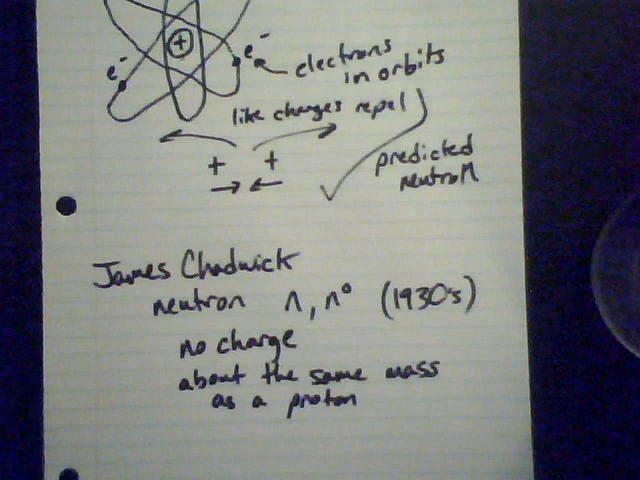 +
e⁻
e⁻
electrons
in orbits
like charges repel
+ +
predicted
neutron
James Chadwick
neutron n, n⁰ (1930's)
no charge
about the same mass
as a proton